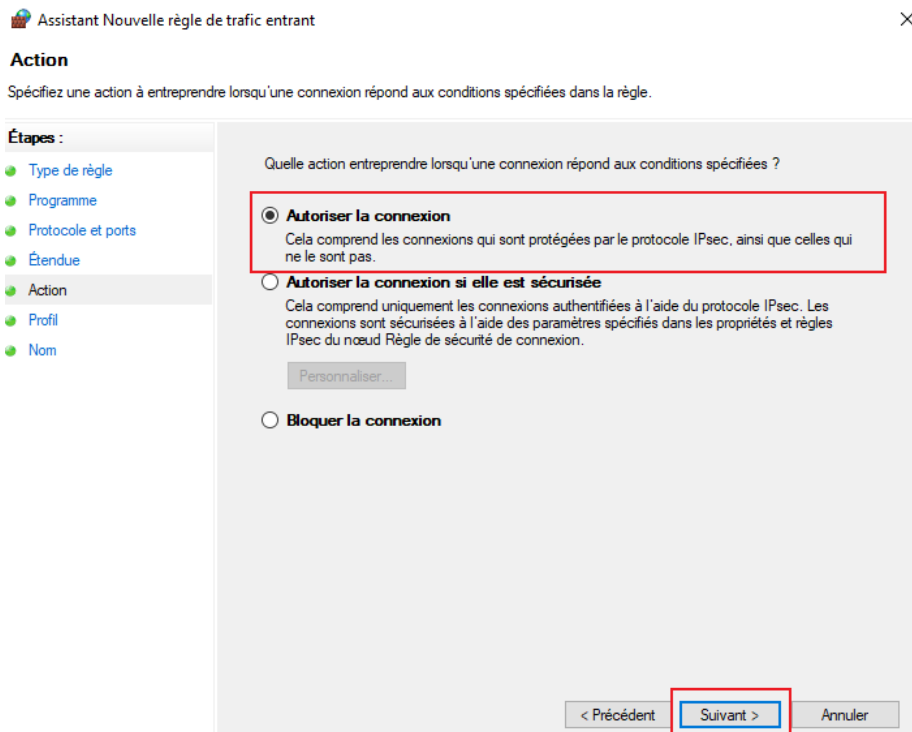 Assistant Nouvelle règle de trafic entrant
Action
Spécifiez une action à entreprendre lorsqu'une connexion répond aux conditions spécifiées dans la règle.
Étapes :
Type de règle
Programme
Protocole et ports
Étendue
Action
Profil
Nom
Quelle action entreprendre lorsqu'une connexion répond aux conditions spécifiées ?
Autoriser la connexion
Cela comprend les connexions qui sont protégées par le protocole IPsec, ainsi que celles qui
ne le sont pas.
Autoriser la connexion si elle est sécurisée
Cela comprend uniquement les connexions authentifiées à l'aide du protocole IPsec. Les
connexions sont sécurisées à l'aide des paramètres spécifiés dans les propriétés et règles
IPsec du nœud Règle de sécurité de connexion.
Personnaliser...
Bloquer la connexion
< Précédent
Suivant >
Annuler